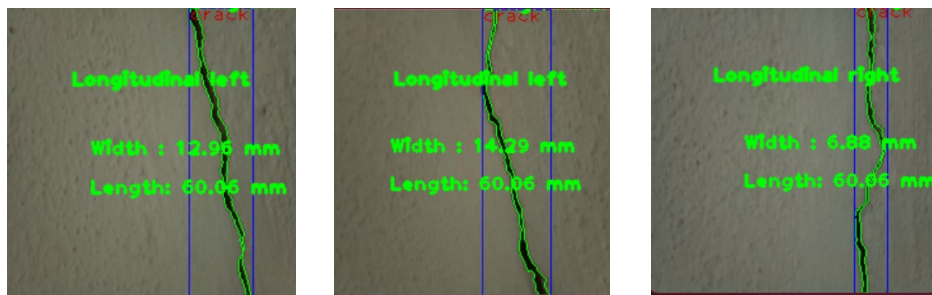 crack
Longitudinal left
Width : 12.96 mm
Length: 60.06 mm
crack
Longitudinal left
Width : 14.29 mm
Length: 60.06 mm
crack
Longitudinal right
Width : 6.88 mm
Length: 60.06 mm